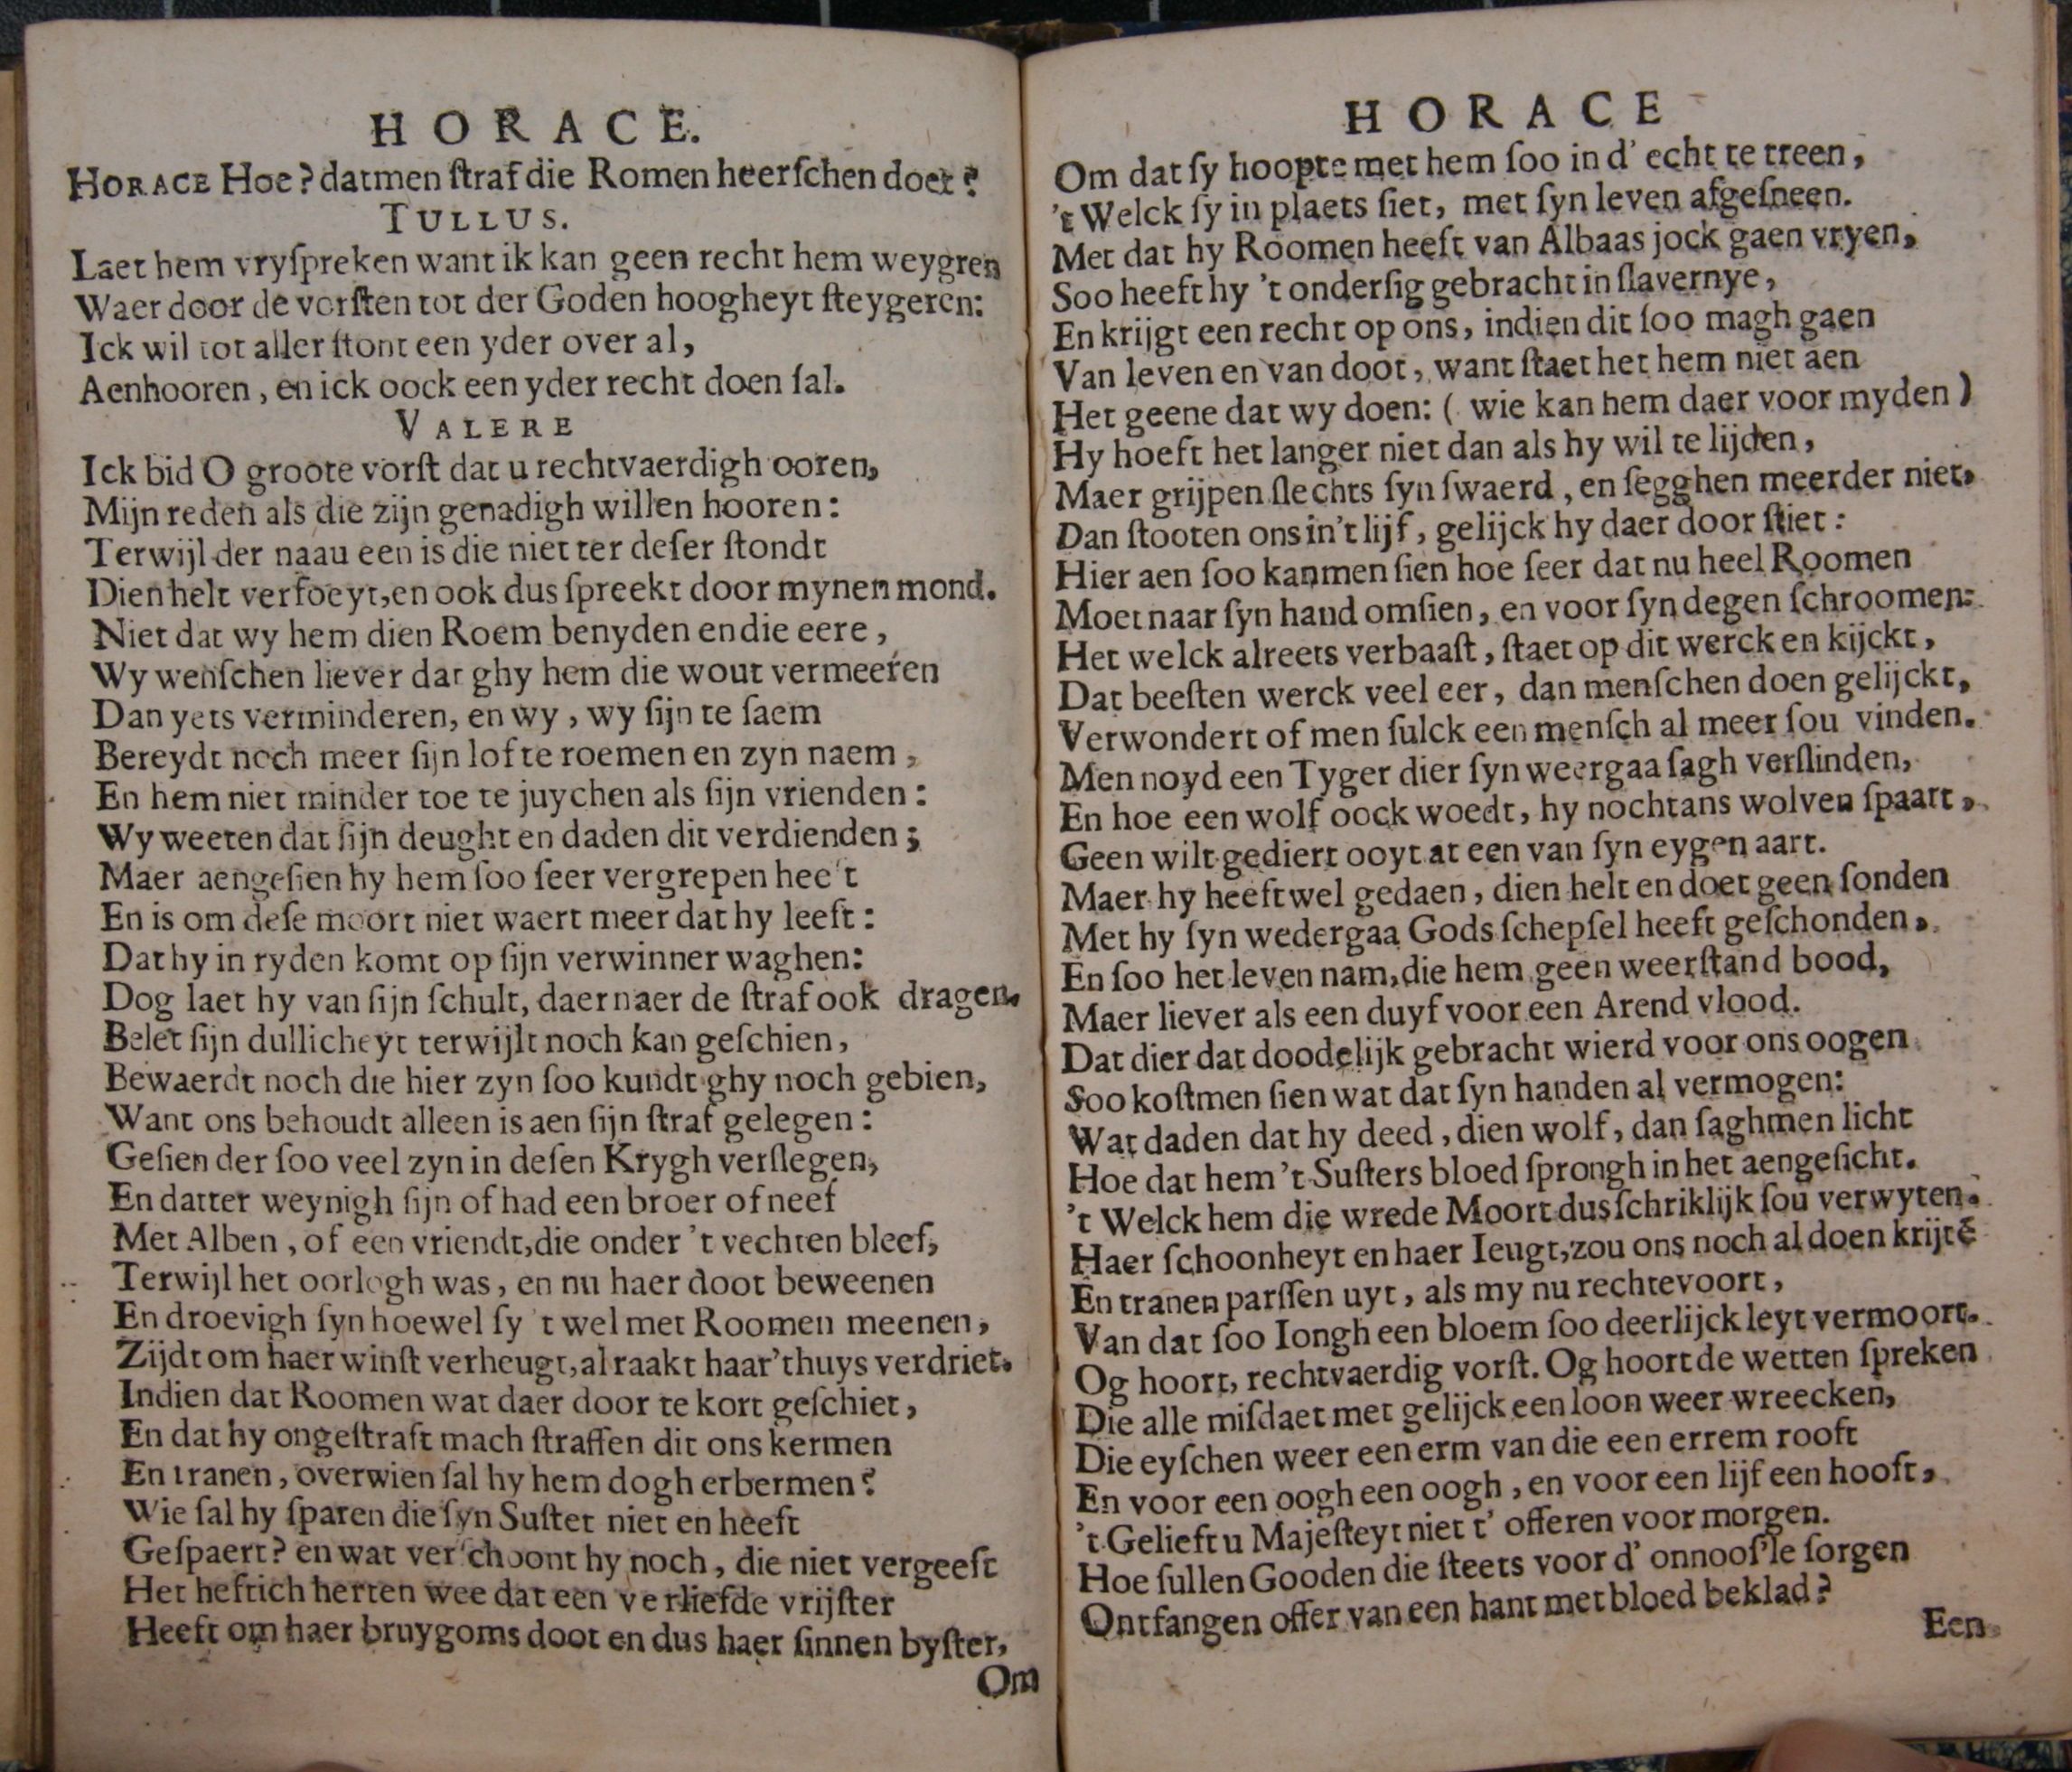 HORACE.
HORACE Hoe? datmen ſtraf die Romen heerſchen doet?
TULLUS.
Laet hem vryſpreken want ik kan geen recht hem weygren
Waer door de vorſten tot der Goden hoogheyt ſteygeren:
Ick wil tot aller ſtont een yder over al,
Aenhooren, en ick oock een yder recht doen ſal.
VALERE
Ick bid O groote vorſt dat u rechtvaerdigh ooren,
Mijn reden als die zijn genadigh willen hooren:
Terwijl der naau een is die niet ter deſer ſtondt
Dien helt verfoeyt, en ook dus ſpreekt door mynen mond.
Niet dat wy hem dien Roem benyden en die eere,
Wy wenſchen liever dat ghy hem die wout vermeeren
Dan yets verminderen, en wy, wy ſijn te ſaem
Bereydt noch meer ſijn lof te roemen en zyn naem,
En hem niet minder toe te juychen als ſijn vrienden:
Wy weeten dat ſijn deught en daden dit verdienden;
Maer aengeſien hy hem ſoo ſeer vergrepen hee't
En is om deſe moort niet waert meer dat hy leeft:
Dat hy in ryden komt op ſijn verwinner waghen:
Dog laet hy van ſijn ſchult, daer naer de ſtraf ook dragen.
Belet ſijn dullicheyt terwijlt noch kan geſchien,
Bewaerdt noch die hier zyn ſoo kundt ghy noch gebien,
Want ons behoudt alleen is aen ſijn ſtraf gelegen:
Geſien der ſoo veel zyn in deſen Krygh verſlegen,
En datter weynigh ſijn of had een broer of neef
Met Alben, of een vriendt, die onder 't vechten bleef,
Terwijl het oorlogh was, en nu haer doot beweenen
En droevigh ſyn hoewel ſy 't wel met Roomen meenen,
Zijdt om haer winſt verheugt, al raakt haar 'thuys verdriet.
Indien dat Roomen wat daer door te kort geſchiet,
En dat hy ongeſtraft mach ſtraffen dit ons kermen
En tranen, over wien ſal hy hem dogh erbermen?
Wie ſal hy ſparen die ſyn Suſter niet en heeft
Geſpaert? en wat verſchoont hy noch, die niet vergeeft
Het heftich herten wee dat een verliefde vrijſter
Heeft om haer bruygoms doot en dus haer ſinnen byſter,
Om
HORACE
Om dat ſy hoopte met hem ſoo in d' echt te treen,
't Welck ſy in plaets ſiet, met ſyn leven afgeſneen.
Met dat hy Roomen heeft van Albaas jock gaen vryen,
Soo heeft hy 't onderſig gebracht in ſlavernye,
En krijgt een recht op ons, indien dit ſoo magh gaen
Van leven en van doot, want ſtaet het hem niet aen
Het geene dat wy doen: ( wie kan hem daer voor myden )
Hy hoeft het langer niet dan als hy wil te lijden,
Maer grijpen ſlechts ſyn ſwaerd, en ſegghen meerder niet,
Dan ſtooten ons in't lijf, gelijck hy daer door ſtiet:
Hier aen ſoo kanmen ſien hoe ſeer dat nu heel Roomen
Moet naar ſyn hand omſien, en voor ſyn degen ſchroomen:
Het welck alreets verbaaſt, ſtaet op dit werck en kijckt,
Dat beeſten werck veel eer, dan menſchen doen gelijckt,
Verwondert of men ſulck een menſch al meer ſou vinden.
Men noyd een Tyger dier ſyn weergaa ſagh verſlinden,
En hoe een wolf oock woedt, hy nochtans wolven ſpaart,
Geen wilt gediert ooyt at een van ſyn eygen aart.
Maer hy heeft wel gedaen, dien helt en doet geen ſonden
Met hy ſyn wedergaa Gods ſchepſel heeft geſchonden,
En ſoo het leven nam, die hem geen weerſtand bood,
Maer liever als een duyf voor een Arend vlood.
Dat dier dat doodelijk gebracht wierd voor ons oogen
Soo koſtmen ſien wat dat ſyn handen al vermogen:
Wat daden dat hy deed, dien wolf, dan ſaghmen licht
Hoe dat hem 't Suſters bloed ſprongh in het aengeſicht.
't Welck hem die wrede Moort dus ſchriklijk ſou verwyten.
Haer ſchoonheyt en haer Ieugt, zou ons noch al doen krijtē
En tranen parſſen uyt, als my nu rechtevoort,
Van dat ſoo Iongh een bloem ſoo deerlijck leyt vermoort.
Og hoort, rechtvaerdig vorſt. Og hoort de wetten ſpreken
Die alle miſdaet met gelijck een loon weer wreecken,
Die eyſchen weer een erm van die een errem rooft
En voor een oogh een oogh, en voor een lijf een hooft,
't Gelieft u Majeſteyt niet t' offeren voor morgen.
Hoe ſullen Gooden die ſteets voor d' onnooſ'le ſorgen
Ontfangen offer van een hant met bloed beklad?
Een